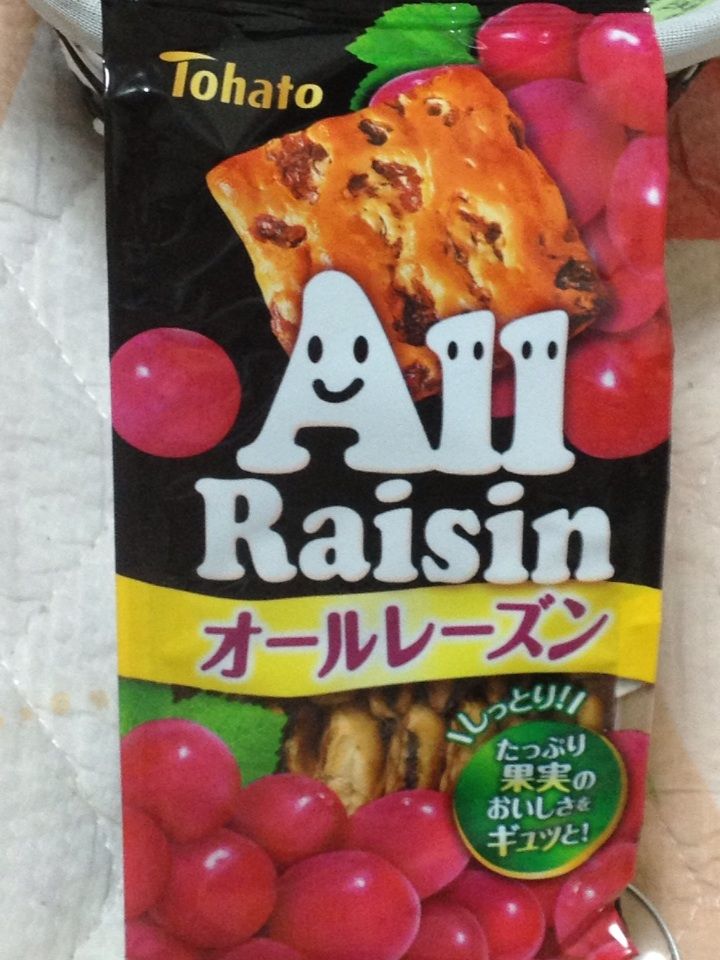 Tohato
All
Raisin
オールレーズン
しっとり!!
たっぷり
果実の
おいしさを
ギュッと!